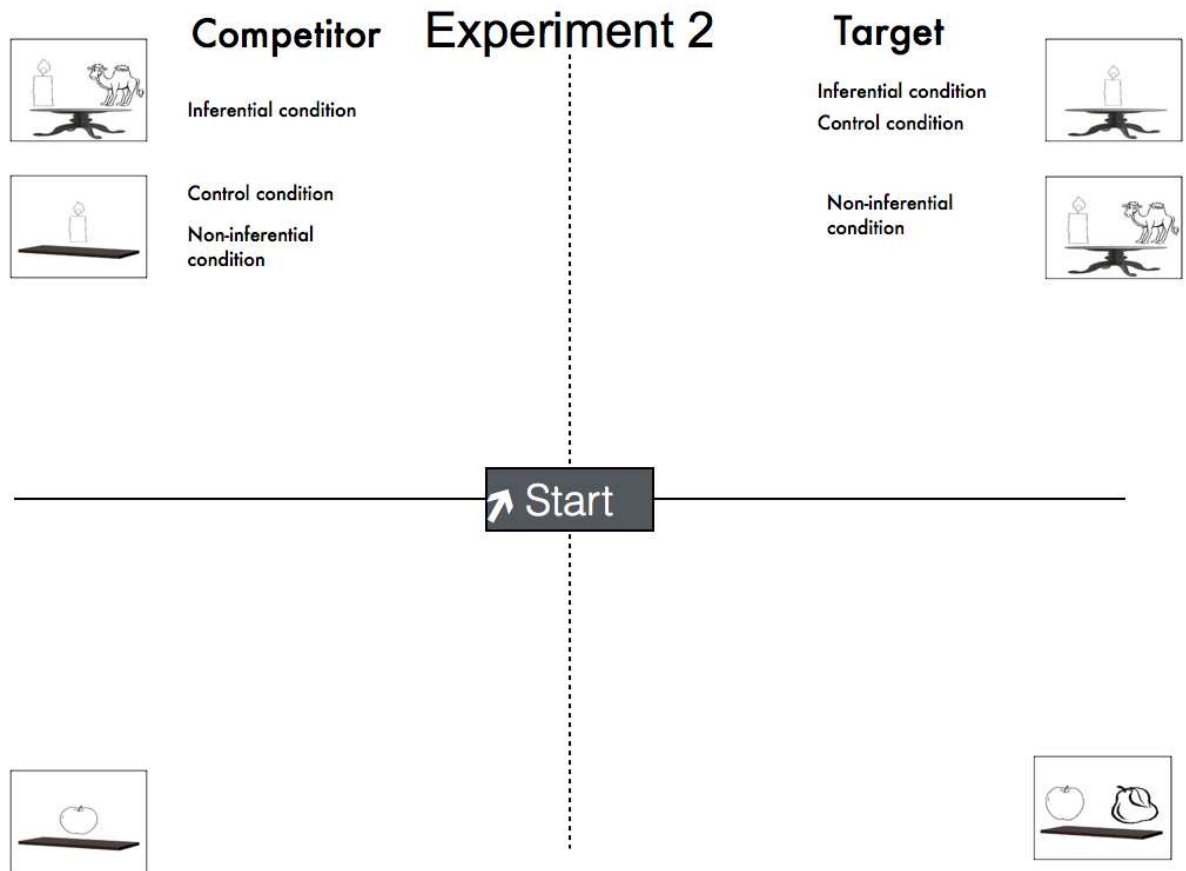 Competitor
Experiment 2
Target
Inferential condition
Control condition
Non-inferential
condition
Inferential condition
Control condition
Non-inferential
condition
Start